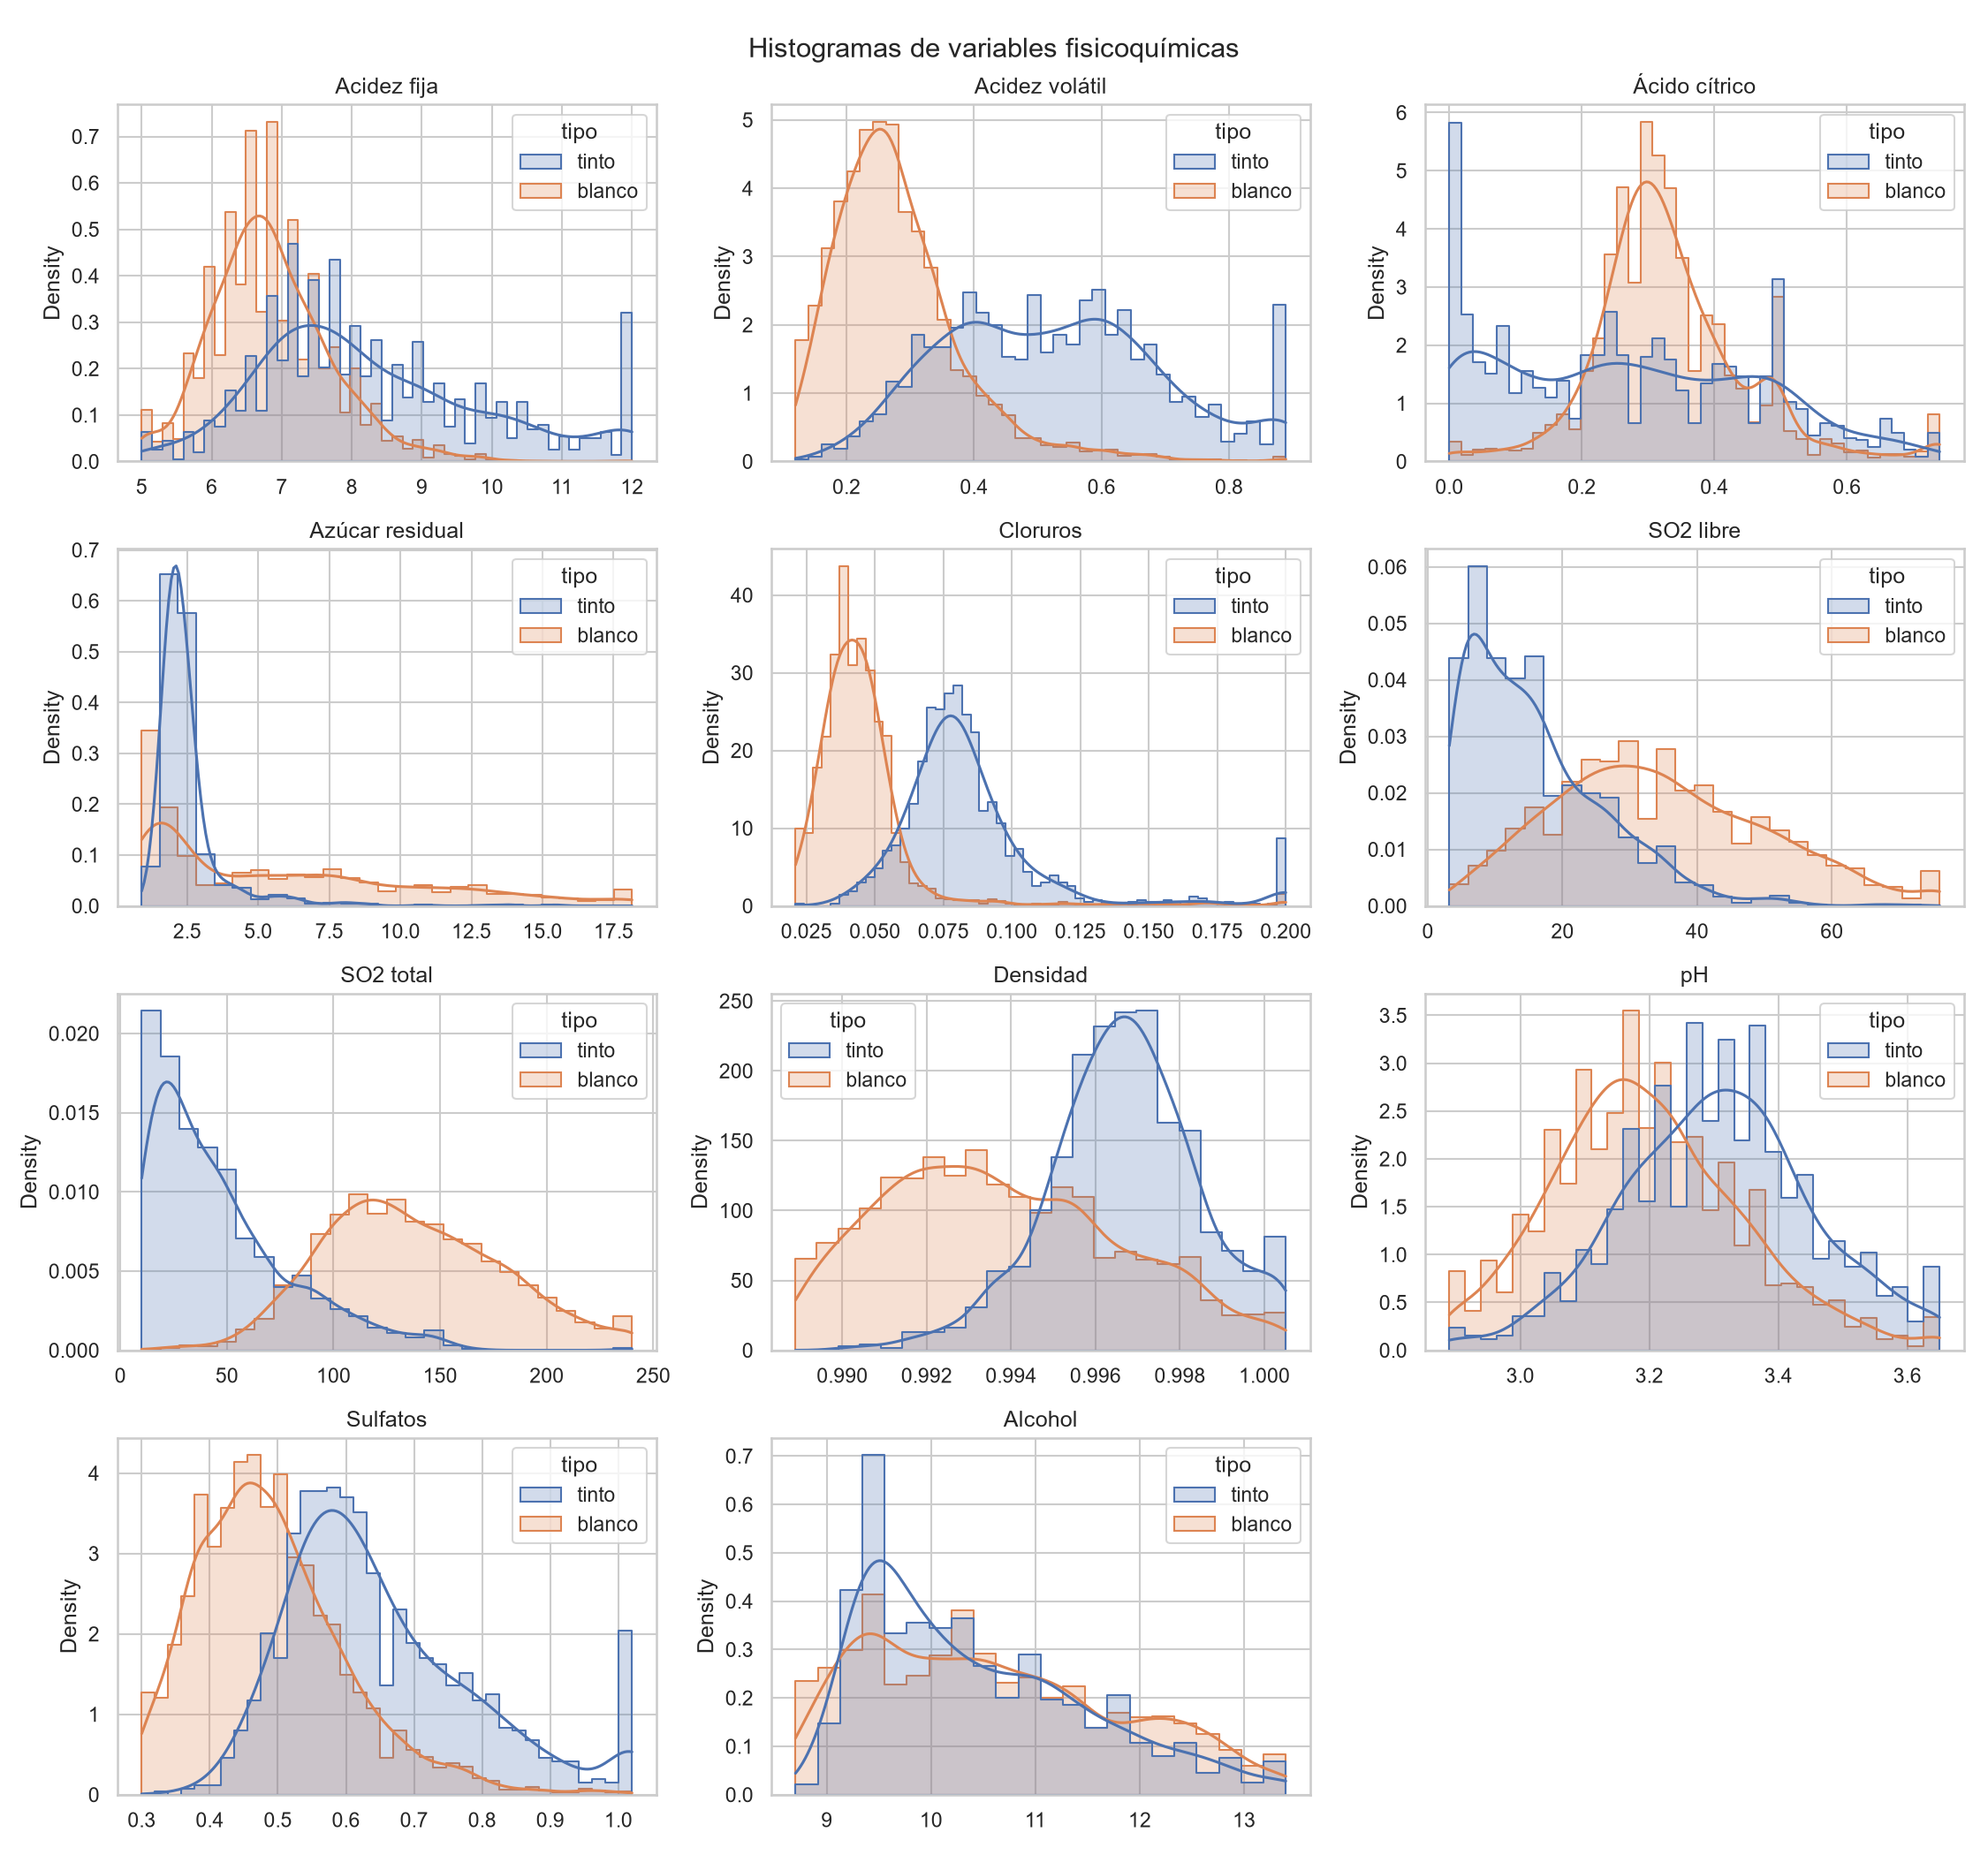 Histogramas de variables fisicoquímicas
Acidez fija
Density
0.7
0.6
0.5
0.4
0.3
0.2
0.1
0.0
5 6 7 8 9 10 11 12
tipo
tinto
blanco
Acidez volátil
Density
5
4
3
2
1
0
0.2 0.4 0.6 0.8
tipo
tinto
blanco
Ácido cítrico
Density
6
5
4
3
2
1
0
0.0 0.2 0.4 0.6
tipo
tinto
blanco
Azúcar residual
Density
0.7
0.6
0.5
0.4
0.3
0.2
0.1
0.0
2.5 5.0 7.5 10.0 12.5 15.0 17.5
tipo
tinto
blanco
Cloruros
Density
40
30
20
10
0
0.025 0.050 0.075 0.100 0.125 0.150 0.175 0.200
tipo
tinto
blanco
SO2 libre
Density
0.06
0.05
0.04
0.03
0.02
0.01
0.00
0 20 40 60
tipo
tinto
blanco
SO2 total
Density
0.020
0.015
0.010
0.005
0.000
0 50 100 150 200 250
tipo
tinto
blanco
Densidad
Density
250
200
150
100
50
0
0.990 0.992 0.994 0.996 0.998 1.000
tipo
tinto
blanco
pH
Density
3.5
3.0
2.5
2.0
1.5
1.0
0.5
0.0
3.0 3.2 3.4 3.6
tipo
tinto
blanco
Sulfatos
Density
4
3
2
1
0
0.3 0.4 0.5 0.6 0.7 0.8 0.9 1.0
tipo
tinto
blanco
Alcohol
Density
0.7
0.6
0.5
0.4
0.3
0.2
0.1
0.0
9 10 11 12 13
tipo
tinto
blanco